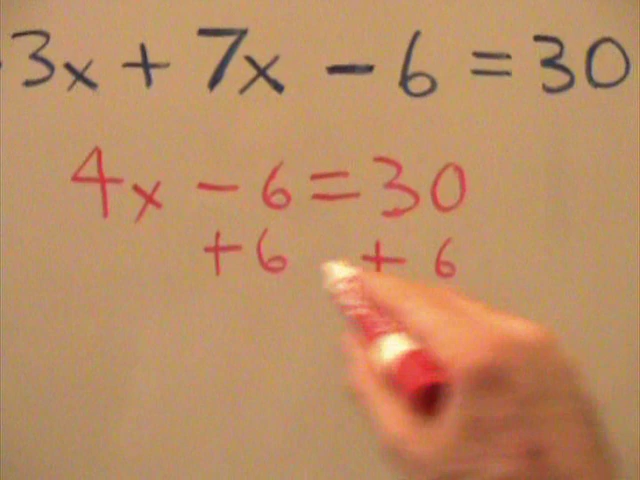 -3x + 7x - 6 = 30
4x - 6 = 30
+ 6 + 6